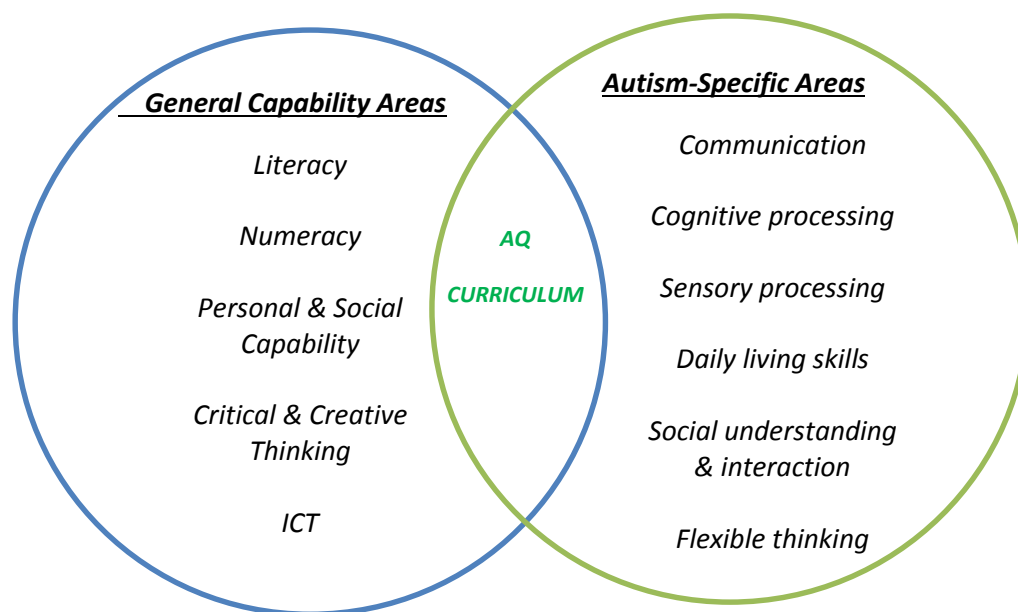 General Capability Areas
Literacy
Numeracy
Personal & Social
Capability
Critical & Creative
Thinking
ICT
AQ
CURRICULUM
Autism-Specific Areas
Communication
Cognitive processing
Sensory processing
Daily living skills
Social understanding
& interaction
Flexible thinking